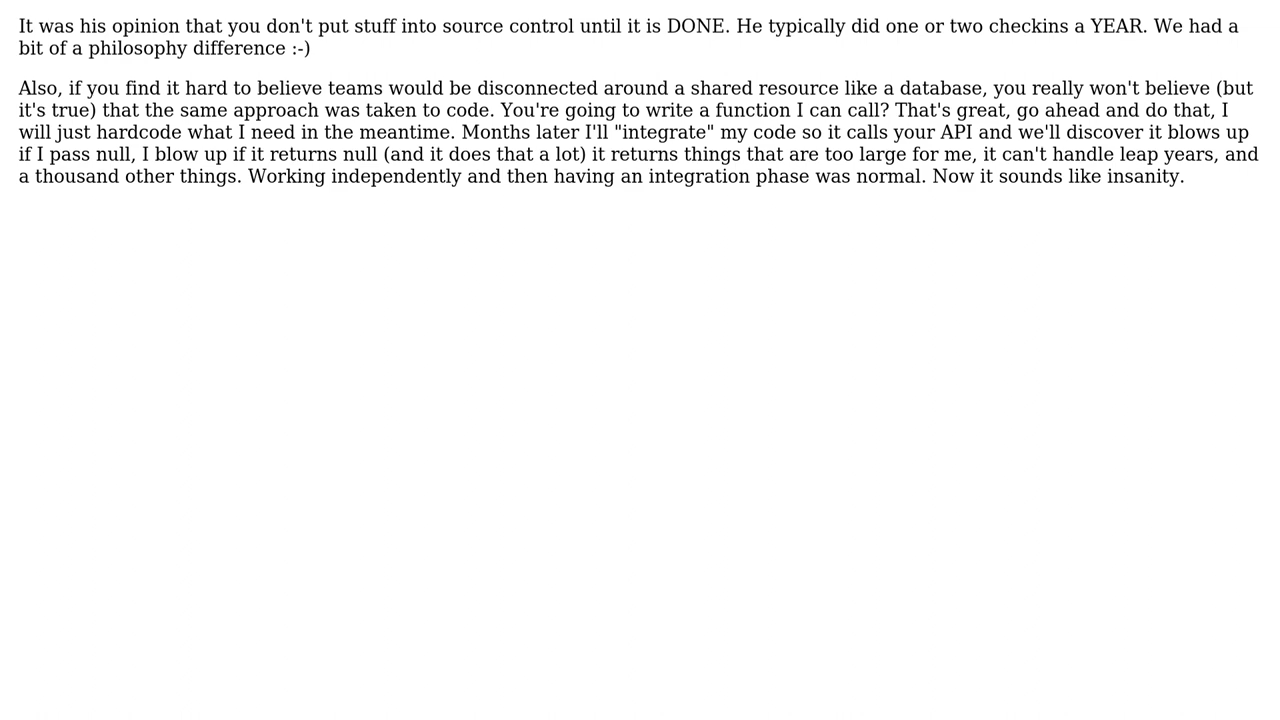 It was his opinion that you don't put stuff into source control until it is DONE. He typically did one or two checkins a YEAR. We had a
bit of a philosophy difference :-)
Also, if you find it hard to believe teams would be disconnected around a shared resource like a database, you really won't believe (but
it's true) that the same approach was taken to code. You're going to write a function I can call? That's great, go ahead and do that, I
will just hardcode what I need in the meantime. Months later I'll "integrate" my code so it calls your API and we'll discover it blows up
if I pass null, I blow up if it returns null (and it does that a lot) it returns things that are too large for me, it can't handle leap years, and
a thousand other things. Working independently and then having an integration phase was normal. Now it sounds like insanity.